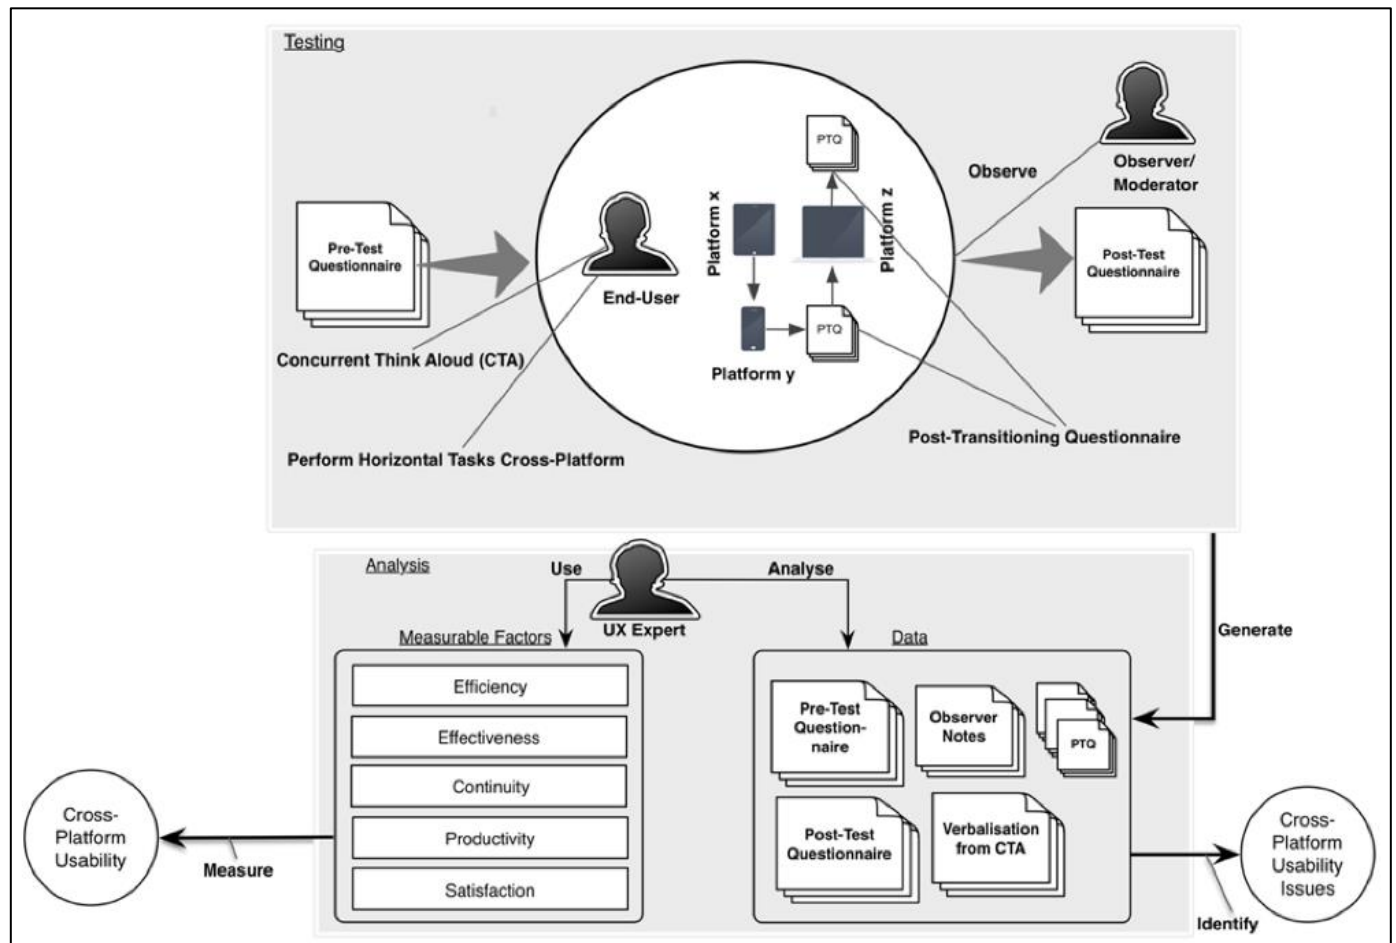 Testing
PTQ
Observe
Observer/
Moderator
Platform x
Platform z
Pre-Test
Questionnaire
End-User
PTQ
Post-Test
Questionnaire
Concurrent Think Aloud (CTA)
Platform y
Post-Transitioning Questionnaire
Perform Horizontal Tasks Cross-Platform
Analysis
Use
Analyse
UX Expert
Measurable Factors
Data
Generate
Efficiency
Effectiveness
Continuity
Productivity
Satisfaction
Pre-Test
Question-
naire
Observer
Notes
PTQ
Post-Test
Questionnaire
Verbalisation
from CTA
Cross-
Platform
Usability
Measure
Cross-
Platform
Usability
Issues
Identify